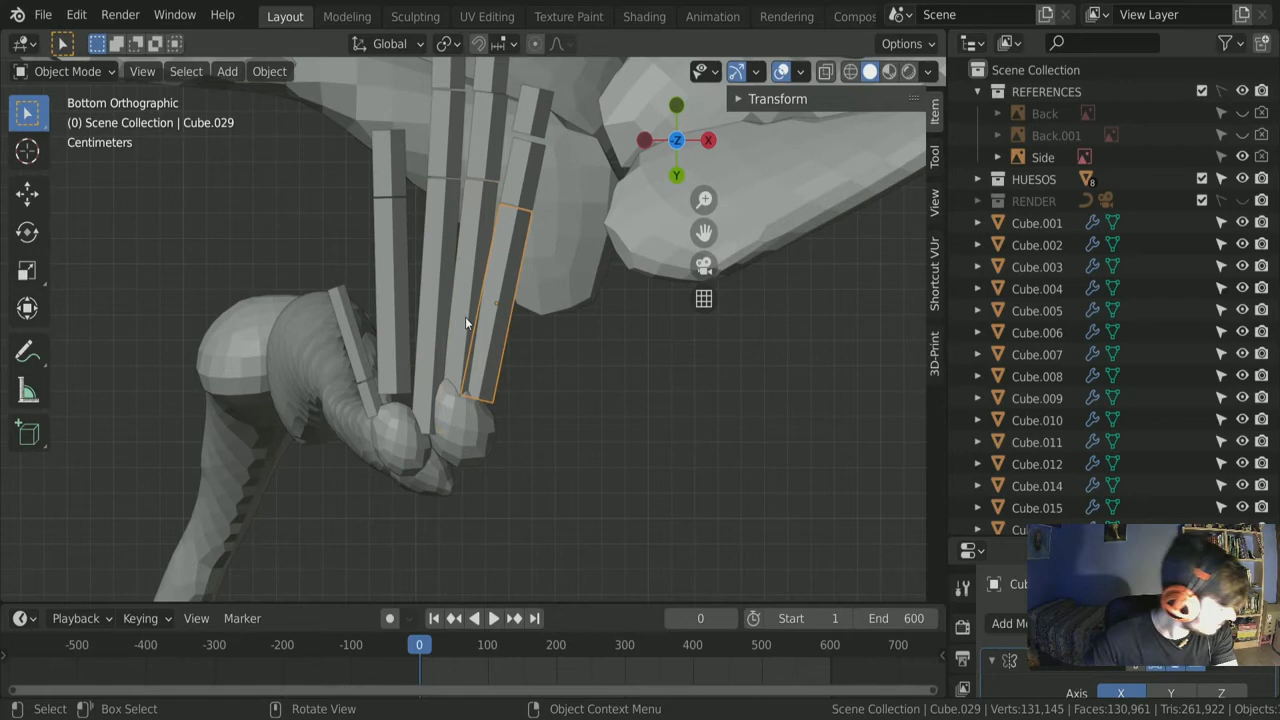 File Edit Render Window Help Layout Modeling Sculpting UV Editing Texture Paint Shading Animation Rendering Scene View Layer
Global Options
Object Mode View Select Add Object
Bottom Orthographic
(0) Scene Collection | Cube.029
Centimeters
Transform
-Z X
Y
Item
Tool
View
Shortcut VUr
3D-Print
Scene Collection
REFERENCES
Back
Back.001
Side
HUESOS 8
RENDER
Cube.001
Cube.002
Cube.003
Cube.004
Cube.005
Cube.006
Cube.007
Cube.008
Cube.009
Cube.010
Cube.011
Cube.012
Cube.014
Cube.015
Axis X Y Z
Playback Keying View Marker 0 Start 1 End 600
-500 -400 -300 -200 -100 0 100 200 300 400 500 600 700
Select Box Select Rotate View Object Context Menu Scene Collection | Cube.029 | Verts:131,145 | Faces:130,961 | Tris:261,922 | Objects: